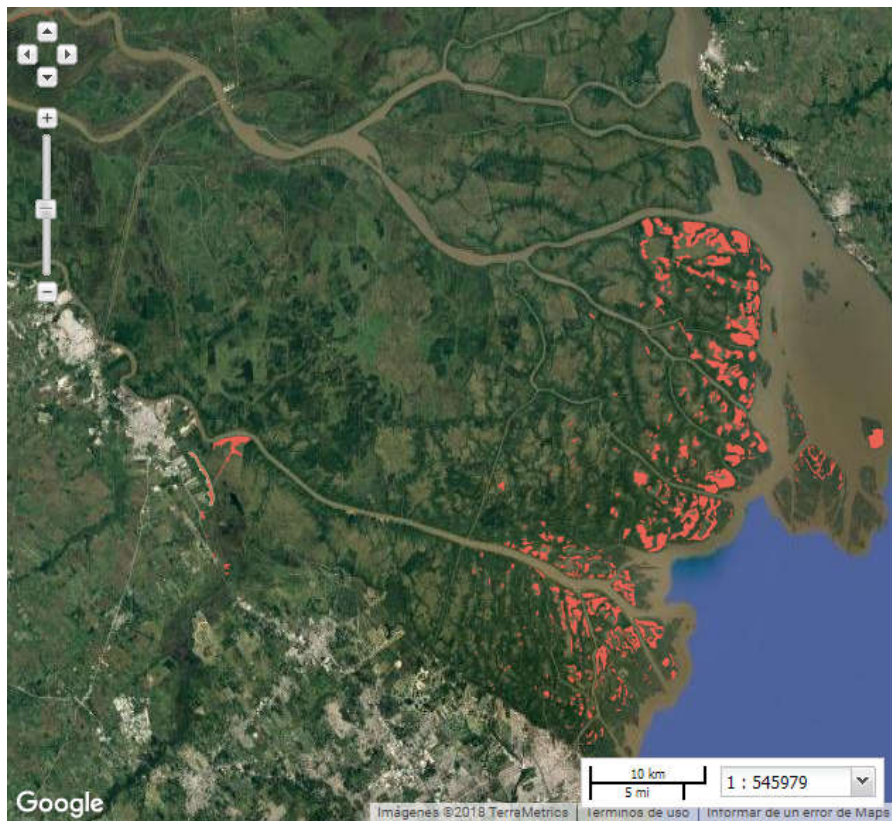 10 km
5 mi
1 : 545979
Google
Imágenes ©2018 TerraMetrics
Términos de uso
Informar de un error de Maps